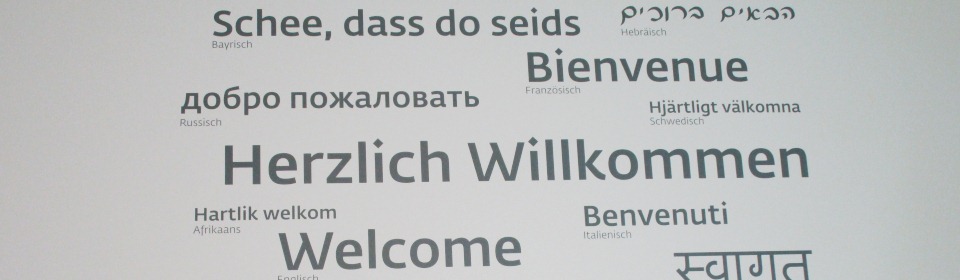 Schee, dass do seids
Bayrisch
הבאים ברוכים
Hebräisch
Bienvenue
Französisch
добро пожаловать
Russisch
Hjärtligt välkomna
Schwedisch
Herzlich Willkommen
Hartlik welkom
Afrikaans
Benvenuti
Italienisch
Welcome
Englisch
स्वागत